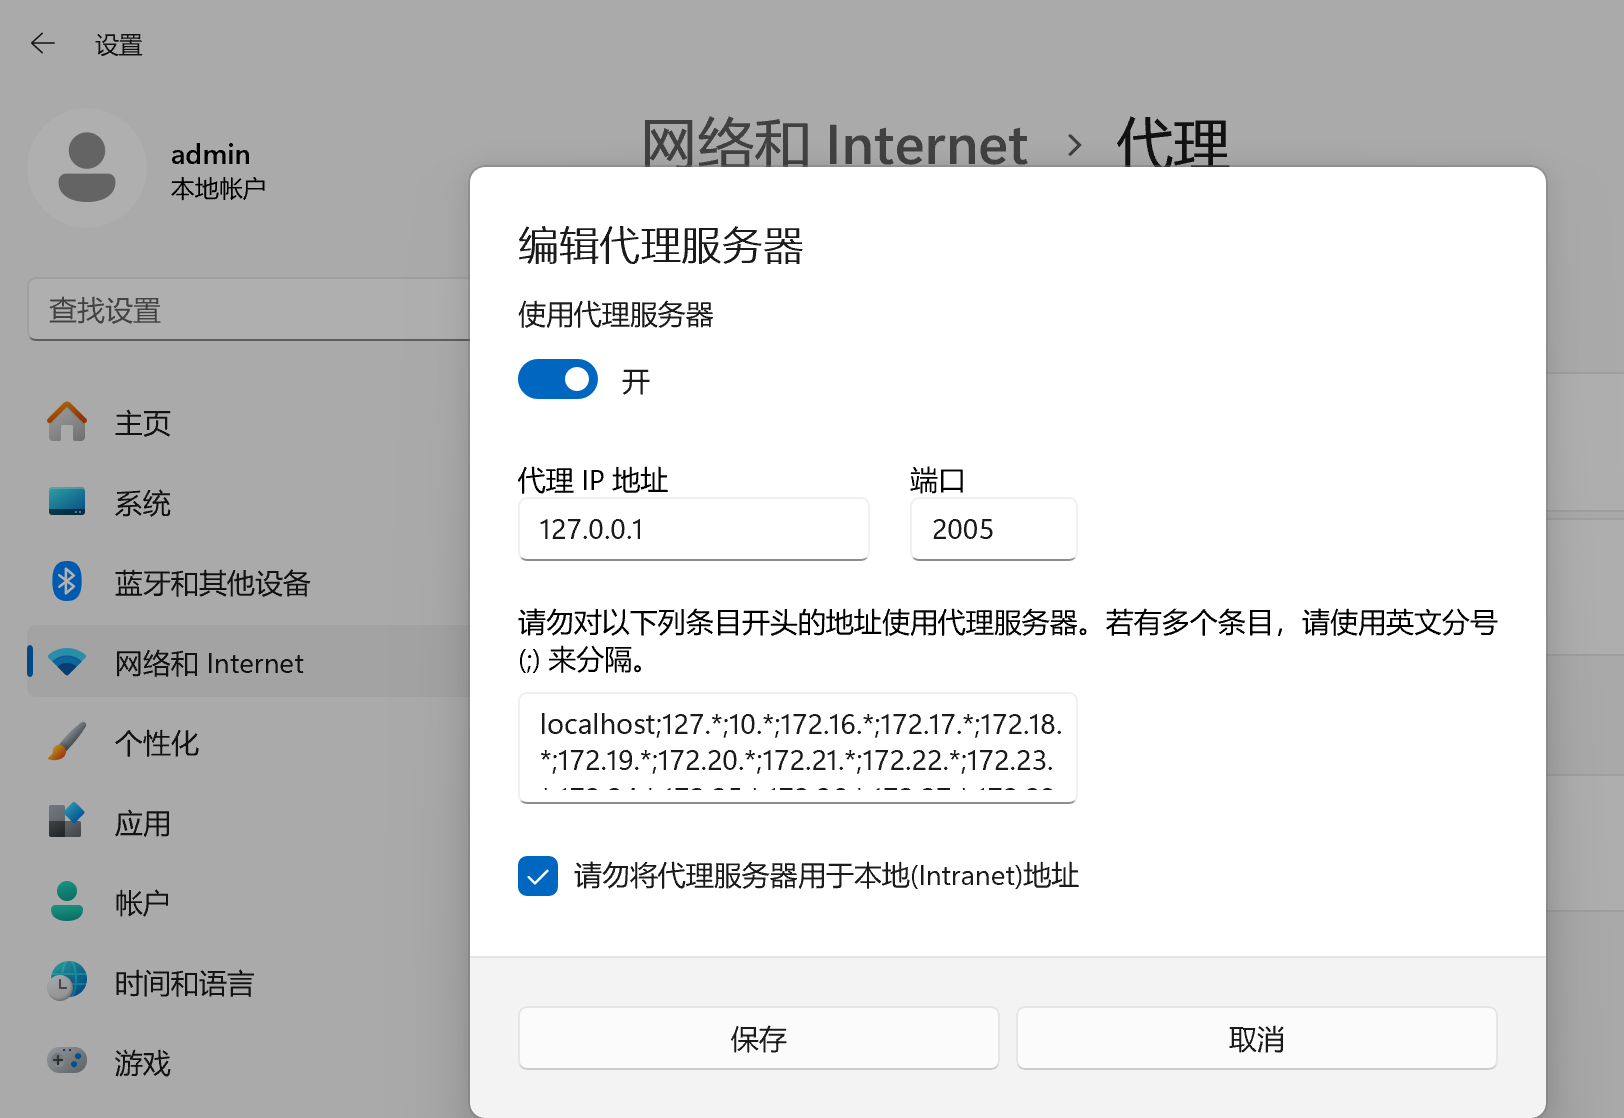 设置
admin
本地帐户
查找设置
主页
系统
蓝牙和其他设备
网络和 Internet
个性化
应用
帐户
时间和语言
游戏
网络和 Internet > 代理
编辑代理服务器
使用代理服务器
开
代理 IP 地址
端口
127.0.0.1
2005
请勿对以下列条目开头的地址使用代理服务器。若有多个条目，请使用英文分号
(;) 来分隔。
localhost;127.*;10.*;172.16.*;172.17.*;172.18.
*;172.19.*;172.20.*;172.21.*;172.22.*;172.23.
请勿将代理服务器用于本地(Intranet)地址
保存
取消